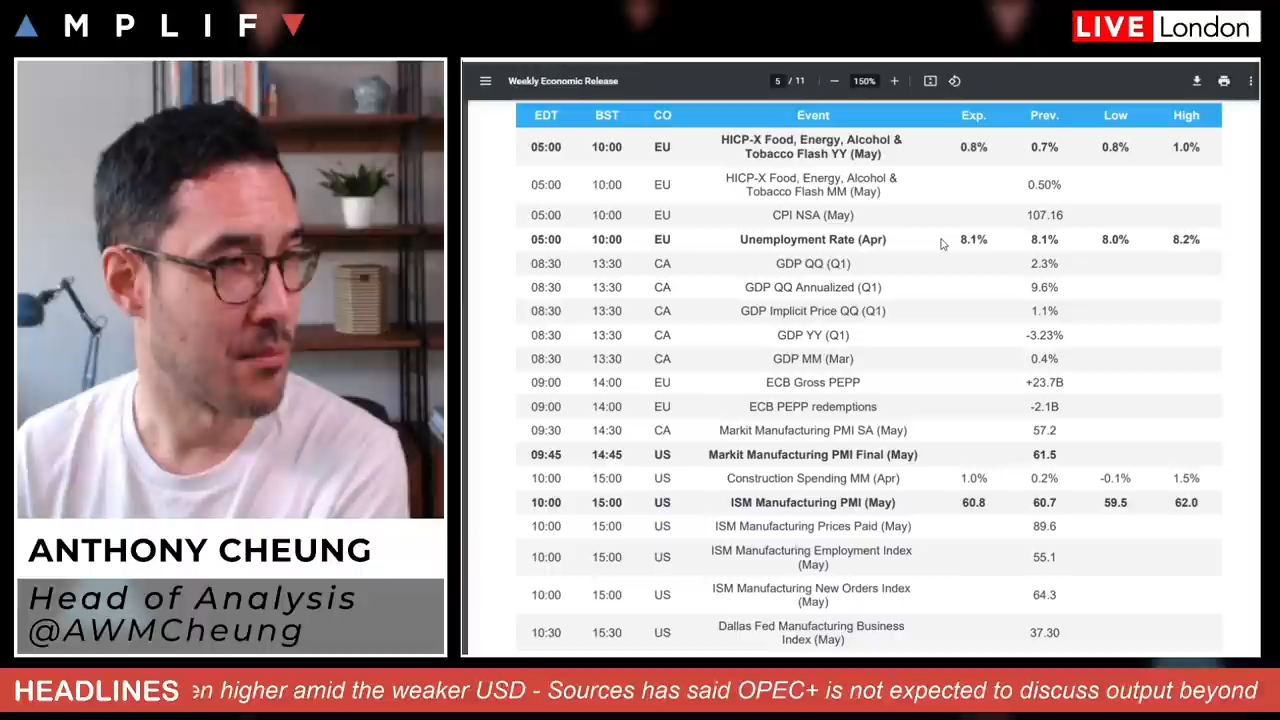 ▲ M P L I F ▼
LIVE London
Weekly Economic Release 5 / 11 − 150% +
EDT BST CO Event Exp. Prev. Low High
05:00 10:00 EU HICP-X Food, Energy, Alcohol & Tobacco Flash YY (May) 0.8% 0.7% 0.8% 1.0%
05:00 10:00 EU HICP-X Food, Energy, Alcohol & Tobacco Flash MM (May) 0.50%
05:00 10:00 EU CPI NSA (May) 107.16
05:00 10:00 EU Unemployment Rate (Apr) 8.1% 8.1% 8.0% 8.2%
08:30 13:30 CA GDP QQ (Q1) 2.3%
08:30 13:30 CA GDP QQ Annualized (Q1) 9.6%
08:30 13:30 CA GDP Implicit Price QQ (Q1) 1.1%
08:30 13:30 CA GDP YY (Q1) -3.23%
08:30 13:30 CA GDP MM (Mar) 0.4%
09:00 14:00 EU ECB Gross PEPP +23.7B
09:00 14:00 EU ECB PEPP redemptions -2.1B
09:30 14:30 CA Markit Manufacturing PMI SA (May) 57.2
09:45 14:45 US Markit Manufacturing PMI Final (May) 61.5
10:00 15:00 US Construction Spending MM (Apr) 1.0% 0.2% -0.1% 1.5%
10:00 15:00 US ISM Manufacturing PMI (May) 60.8 60.7 59.5 62.0
10:00 15:00 US ISM Manufacturing Prices Paid (May) 89.6
10:00 15:00 US ISM Manufacturing Employment Index (May) 55.1
10:00 15:00 US ISM Manufacturing New Orders Index (May) 64.3
10:30 15:30 US Dallas Fed Manufacturing Business Index (May) 37.30
ANTHONY CHEUNG
Head of Analysis
@AWMCheung
HEADLINES en higher amid the weaker USD - Sources has said OPEC+ is not expected to discuss output beyond